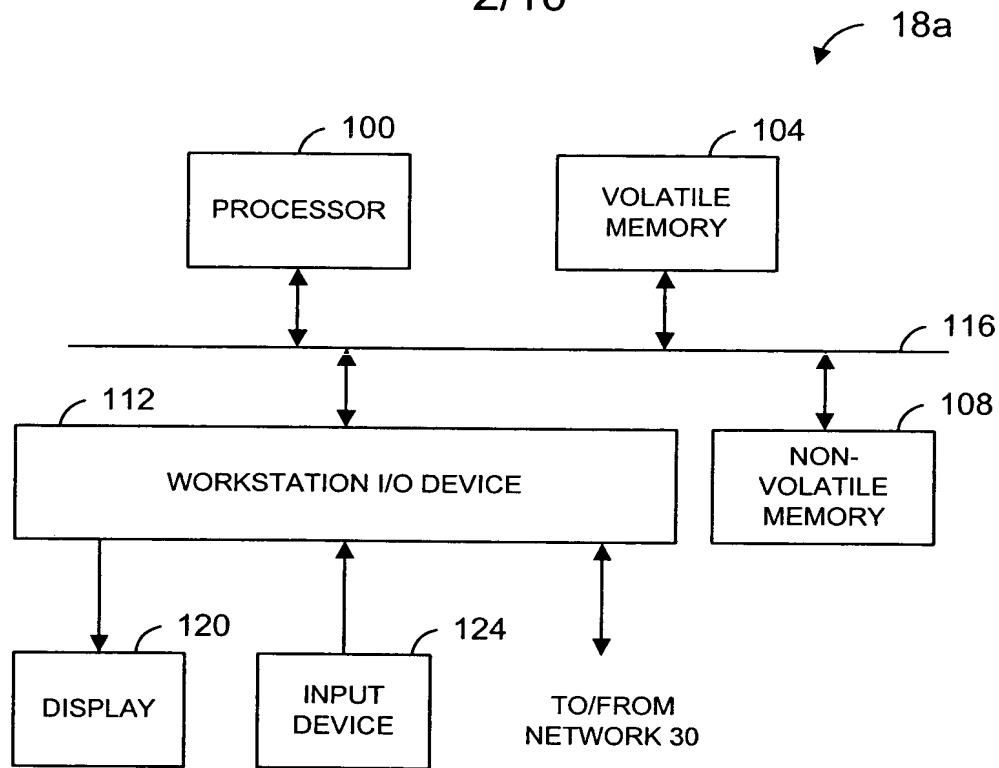 2/16
18a
100
104
PROCESSOR
VOLATILE
MEMORY
116
112
108
WORKSTATION I/O DEVICE
NON-
VOLATILE
MEMORY
120
124
DISPLAY
INPUT
DEVICE
TO/FROM
NETWORK 30